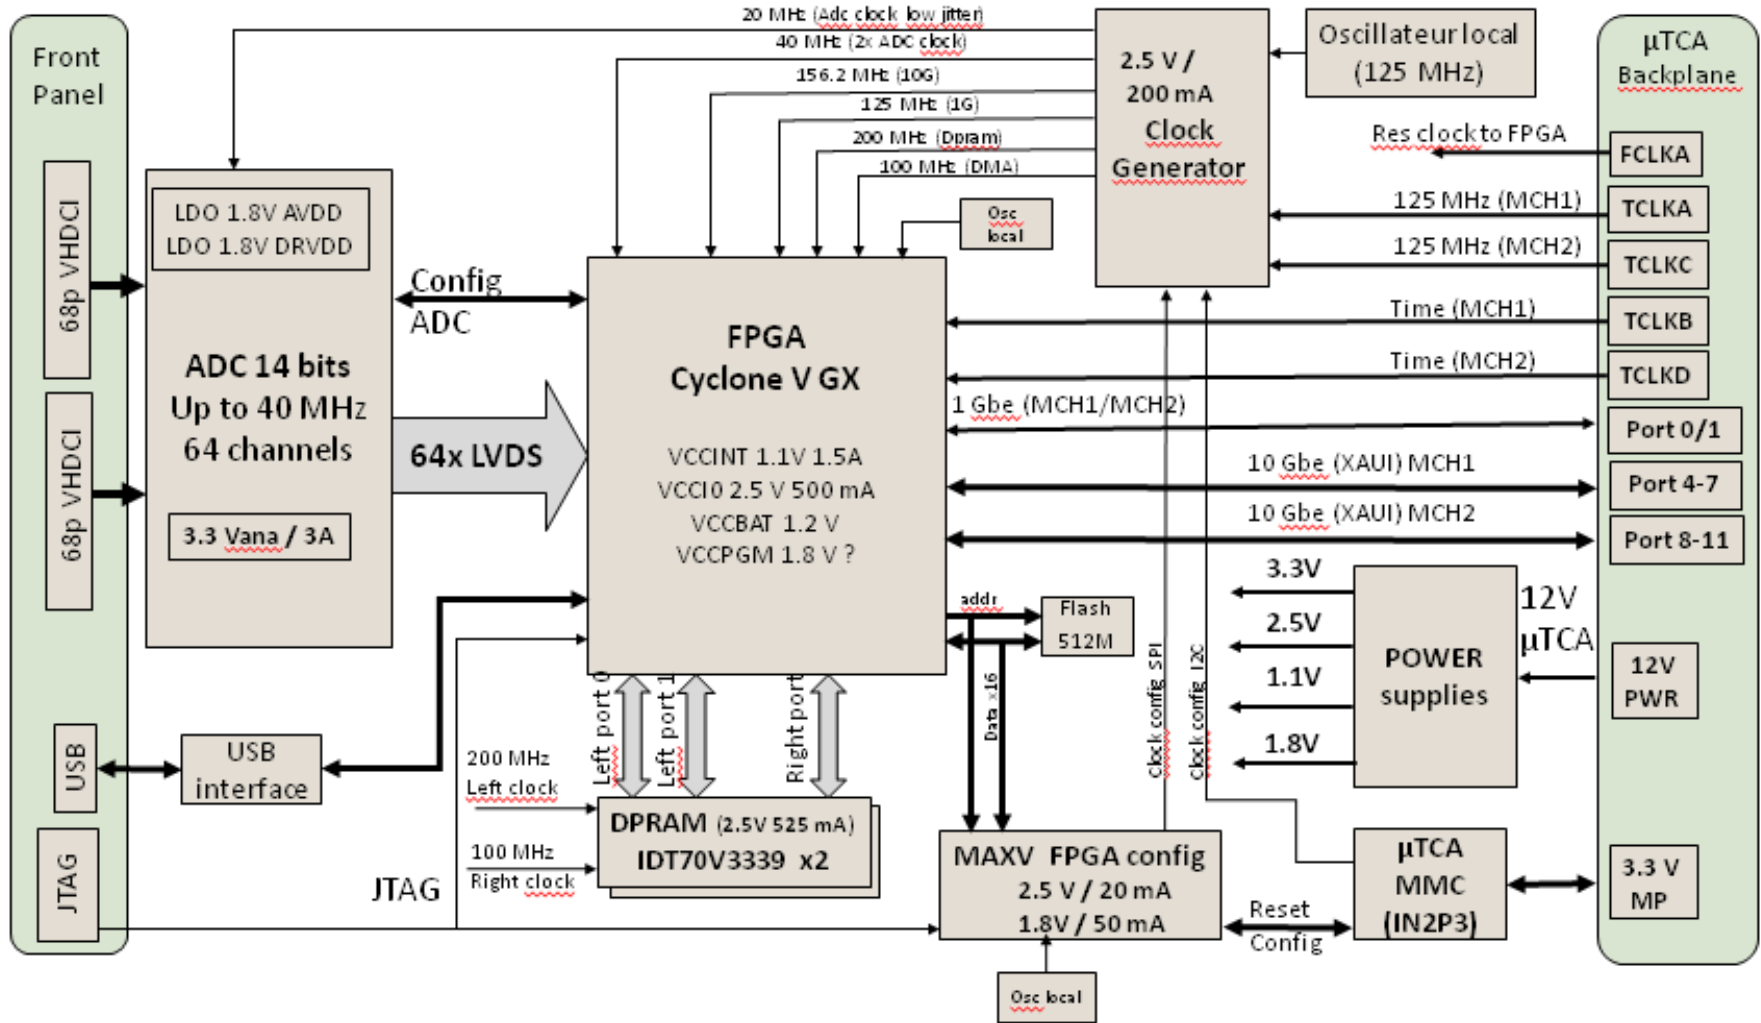 Front
Panel
68p VHDCI
68p VHDCI
USB
JTAG
20 MHz (Adc clock low jitter)
40 MHz (2x ADC clock)
156.2 MHz (10G)
125 MHz (1G)
200 MHz (Dpram)
100 MHz (DMA)
2.5 V /
200 mA
Clock
Generator
Oscillateur local
(125 MHz)
µTCA
Backplane
Res clock to FPGA
FCLKA
125 MHz (MCH1)
TCLKA
125 MHz (MCH2)
TCLKC
Time (MCH1)
TCLKB
Time (MCH2)
TCLKD
1 Gbe (MCH1/MCH2)
Port 0/1
10 Gbe (XAUI) MCH1
Port 4-7
10 Gbe (XAUI) MCH2
Port 8-11
LDO 1.8V AVDD
LDO 1.8V DRVDD
ADC 14 bits
Up to 40 MHz
64 channels
3.3 Vana / 3A
Config
ADC
64x LVDS
Osc
local
FPGA
Cyclone V GX
VCCINT 1.1V 1.5A
VCCI0 2.5 V 500 mA
VCCBAT 1.2 V
VCCPGM 1.8 V ?
addr
Flash
512M
Data x16
Clock config SPI
Clock config I2C
3.3V
2.5V
1.1V
1.8V
POWER
supplies
12V
µTCA
12V
PWR
USB
interface
Left port 0
Left port 1
Right port
200 MHz
Left clock
100 MHz
Right clock
DPRAM (2.5V 525 mA)
IDT70V3339 x2
JTAG
MAXV FPGA config
2.5 V / 20 mA
1.8V / 50 mA
Reset
Config
µTCA
MMC
(IN2P3)
3.3 V
MP
Osc local